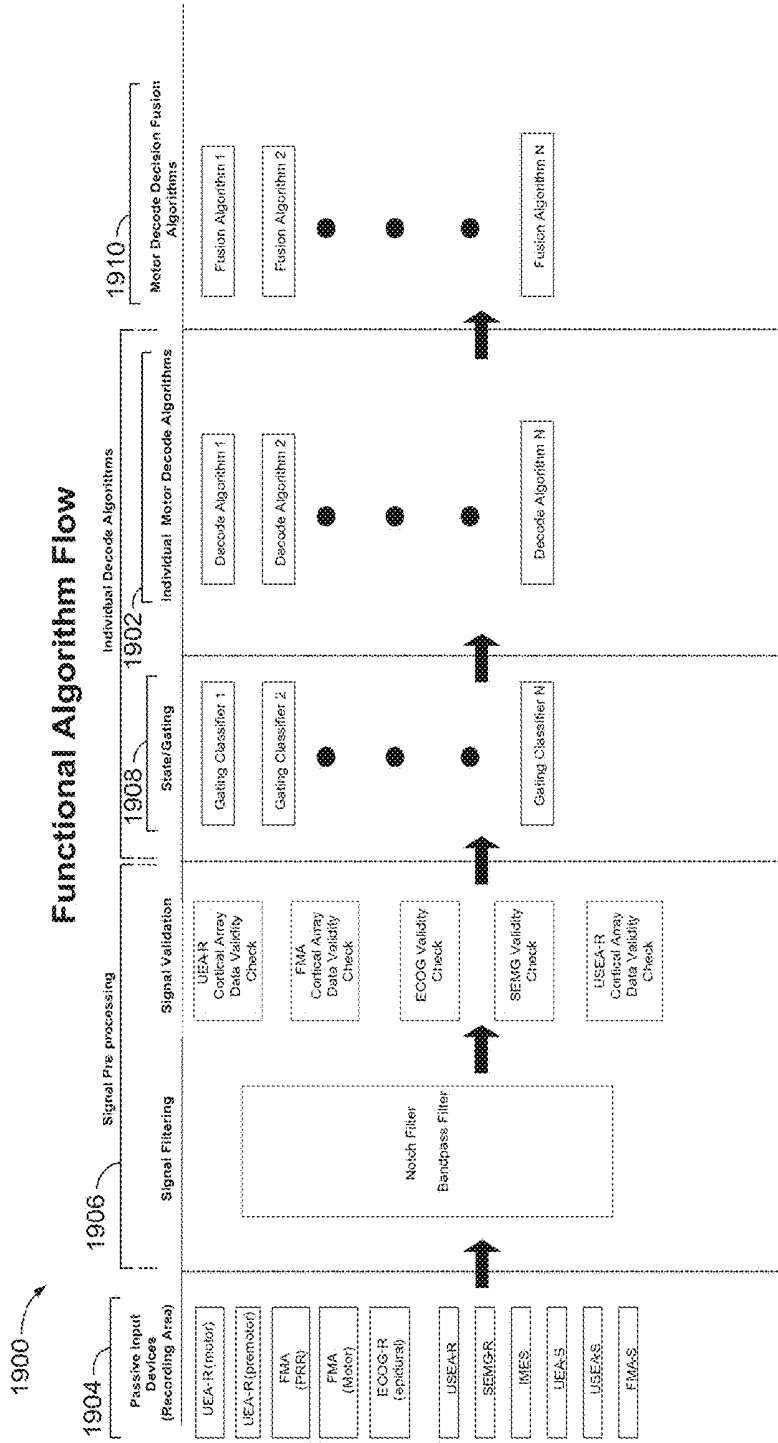 Functional Algorithm Flow
1900
1904
Passive Input
Devices
(Recording Area)
UEA-R (motor)
UEA-R (premotor)
FMA
(PRR)
FMA
(Motor)
ECOG-R
(epidural)
USEA-R
SEMG-R
IMES
UEA-S
USEA-S
FMA-S
1906
Signal Pre processing
Signal Filtering
Notch Filter
Bandpass Filter
Signal Validation
UEA-R
Cortical Array
Data Validity
Check
FMA
Cortical Array
Data Validity
Check
ECOG Validity
Check
SEMG Validity
Check
USEA-R
Cortical Array
Data Validity
Check
Individual Decode Algorithms
1908
State/Gating
Gating Classifier 1
Gating Classifier 2
Gating Classifier N
1902
Individual Motor Decode Algorithms
Decode Algorithm 1
Decode Algorithm 2
Decode Algorithm N
1910
Motor Decode Decision Fusion
Algorithms
Fusion Algorithm 1
Fusion Algorithm 2
Fusion Algorithm N